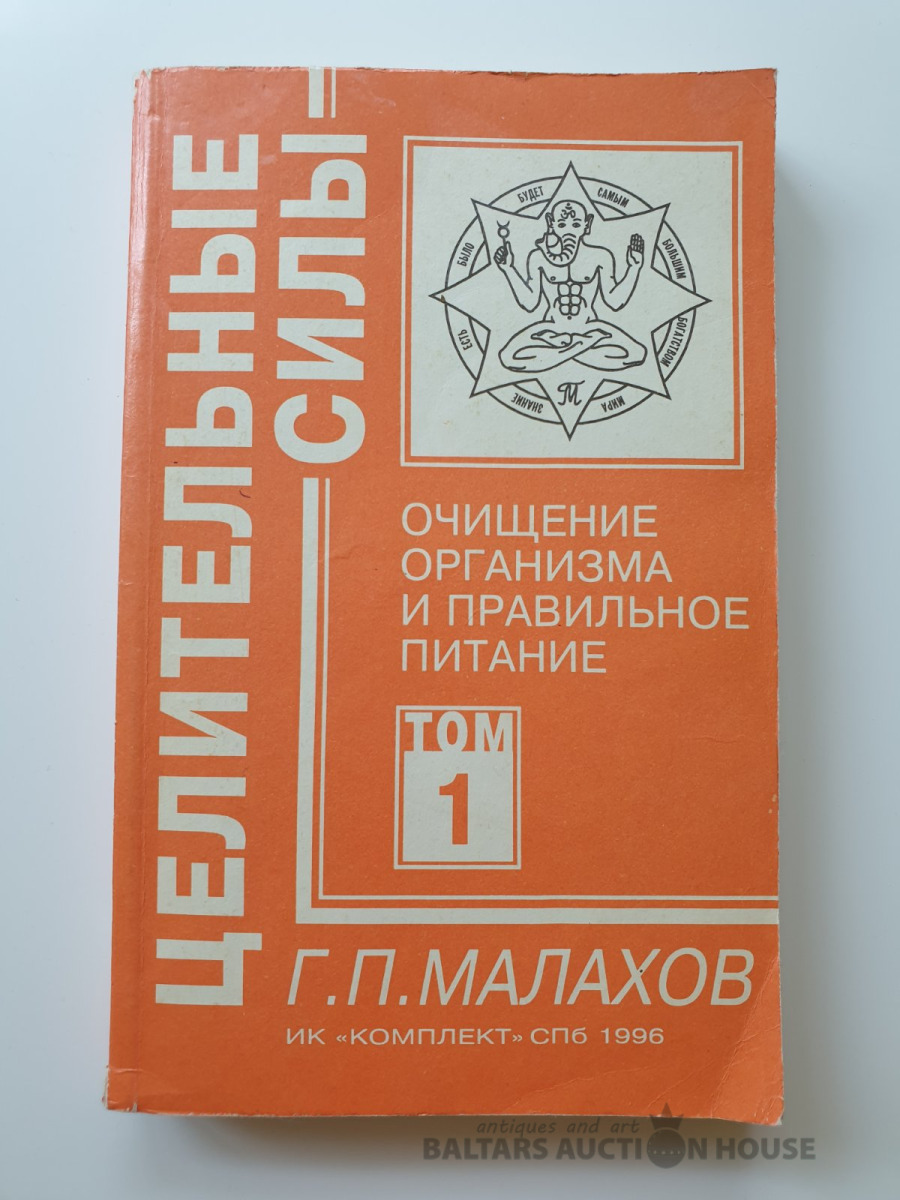 ЦЕЛИТЕЛЬНЫЕ
СИЛЫ
ЗНАНИЕ ЕСТЬ БЫЛО БУДЕТ САМЫМ БОЛЬШИМ БОГАТСТВОМ МИРА
ГМ
ОЧИЩЕНИЕ
ОРГАНИЗМА
И ПРАВИЛЬНОЕ
ПИТАНИЕ
ТОМ
1
Г.П.МАЛАХОВ
ИК «КОМПЛЕКТ» СПб 1996
antiques and art
BALTARS AUCTION HOUSE